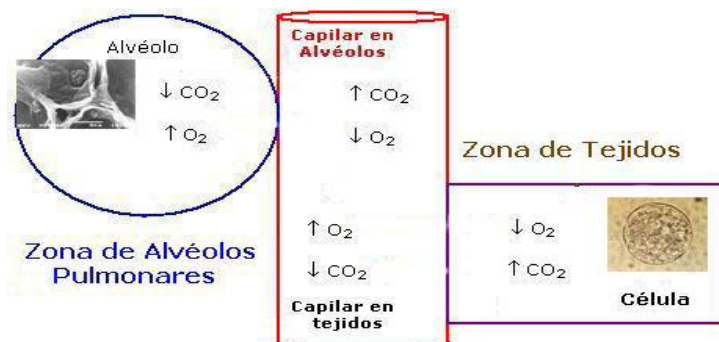 Alvéolo
↓ CO₂
↑ O₂
Zona de Alvéolos
Pulmonares
Capilar en
Alvéolos
↑ CO₂
↓ O₂
↑ O₂
↓ CO₂
Capilar en
tejidos
Zona de Tejidos
↓ O₂
↑ CO₂
Célula